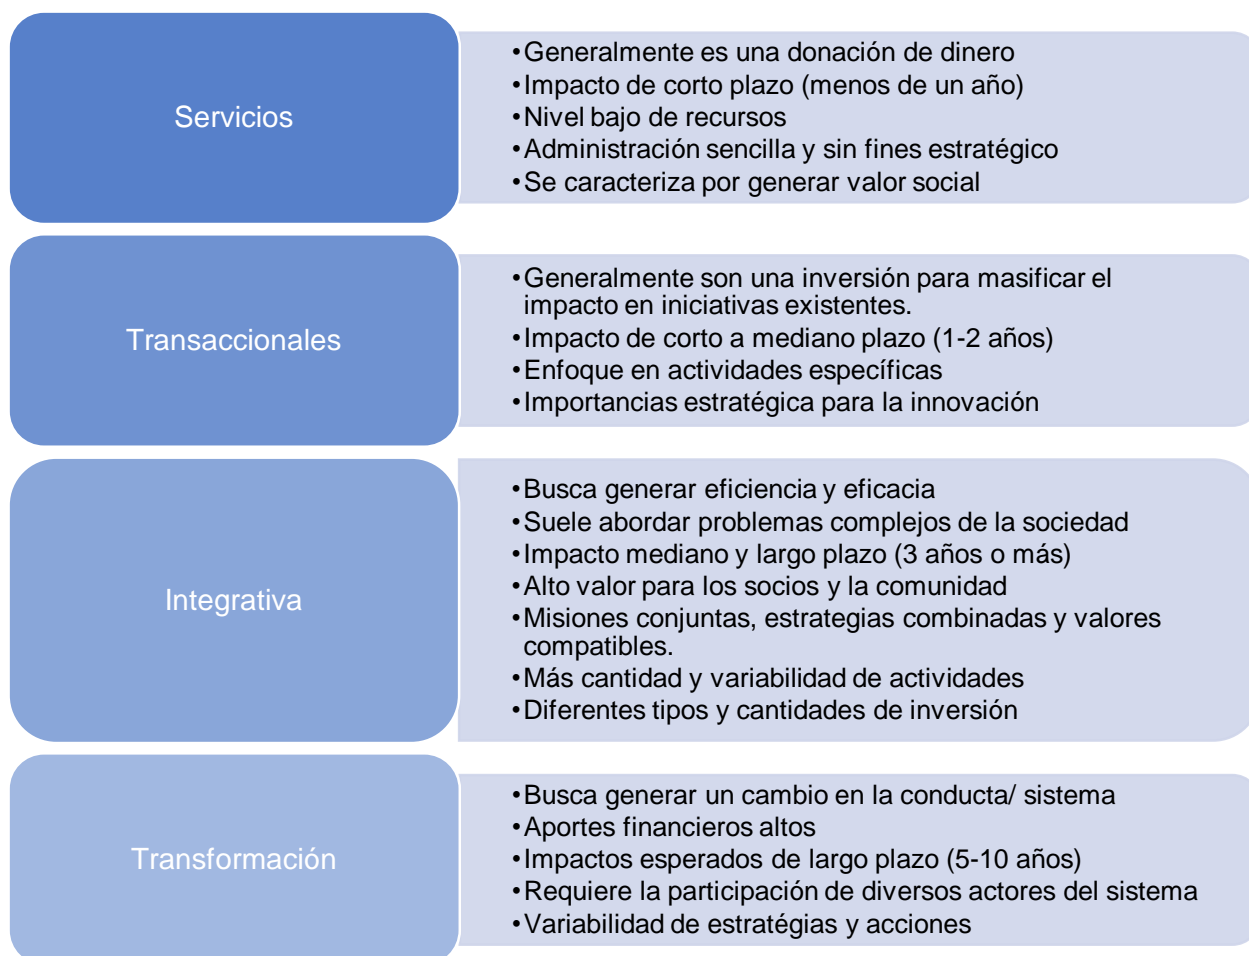 Servicios
•Generalmente es una donación de dinero
•Impacto de corto plazo (menos de un año)
•Nivel bajo de recursos
•Administración sencilla y sin fines estratégico
•Se caracteriza por generar valor social
Transaccionales
•Generalmente son una inversión para masificar el
impacto en iniciativas existentes.
•Impacto de corto a mediano plazo (1-2 años)
•Enfoque en actividades específicas
•Importancias estratégica para la innovación
Integrativa
•Busca generar eficiencia y eficacia
•Suele abordar problemas complejos de la sociedad
•Impacto mediano y largo plazo (3 años o más)
•Alto valor para los socios y la comunidad
•Misiones conjuntas, estrategias combinadas y valores
compatibles.
•Más cantidad y variabilidad de actividades
•Diferentes tipos y cantidades de inversión
Transformación
•Busca generar un cambio en la conducta/ sistema
•Aportes financieros altos
•Impactos esperados de largo plazo (5-10 años)
•Requiere la participación de diversos actores del sistema
•Variabilidad de estratégias y acciones